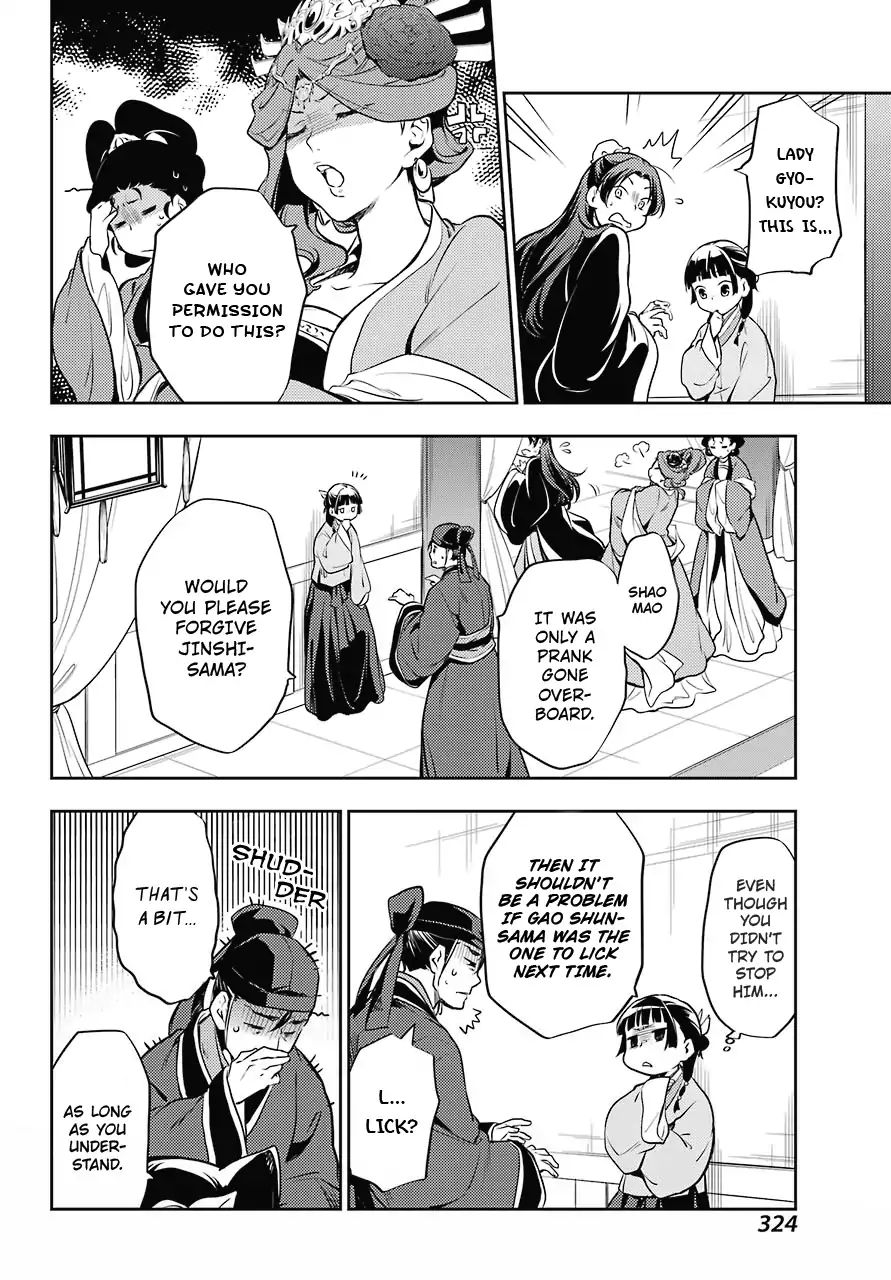 LADY
GYO-
KUYOU?
THIS IS...
WHO
GAVE YOU
PERMISSION
TO DO THIS?
SHAO
MAO
IT WAS
ONLY A
PRANK
GONE
OVER-
BOARD.
WOULD
YOU PLEASE
FORGIVE
JINSHI-
SAMA?
EVEN
THOUGH
YOU
DIDN'T
TRY TO
STOP
HIM...
THEN IT
SHOULDN'T
BE A PROBLEM
IF GAO SHUN-
SAMA WAS THE
ONE TO LICK
NEXT TIME.
L...
LICK?
SHUD-
DER
THAT'S
A BIT...
AS LONG
AS YOU
UNDER-
STAND.
324